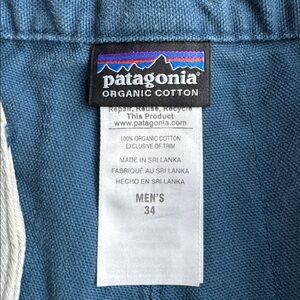 patagonia®
ORGANIC COTTON
Repair, Reuse, Recycle
This Product
www.patagonia.com
100% ORGANIC COTTON
EXCLUSIVE OF TRIM
MADE IN SRI LANKA
FABRIQUÉ AU SRI LANKA
HECHO EN SRI LANKA
MEN'S
34